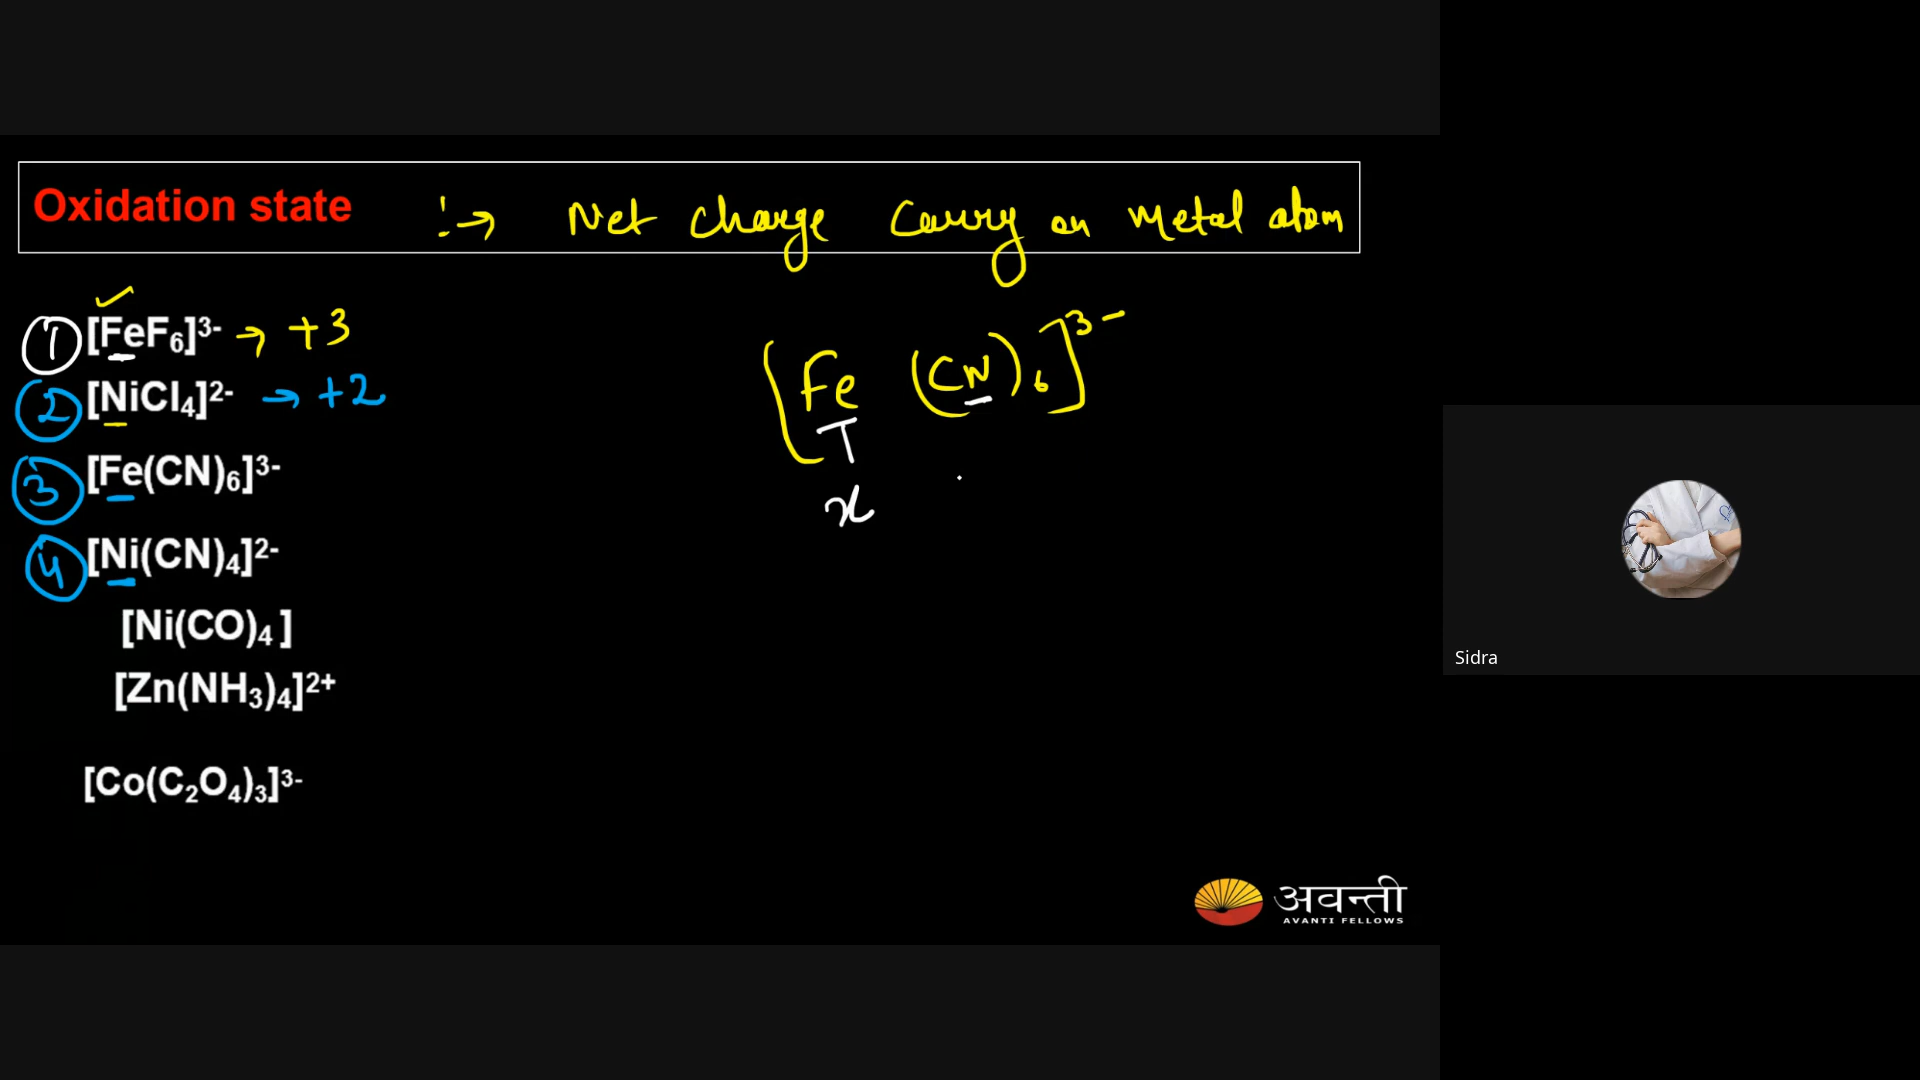 Oxidation state :→ Net charge Carry on Metal atom
① [FeF₆]³⁻ → +3
② [NiCl₄]²⁻ → +2
③ [Fe(CN)₆]³⁻
④ [Ni(CN)₄]²⁻
[Ni(CO)₄]
[Zn(NH₃)₄]²⁺
[Co(C₂O₄)₃]³⁻
[Fe (CN)₆]³⁻
x
Sidra
अवन्ती
AVANTI FELLOWS